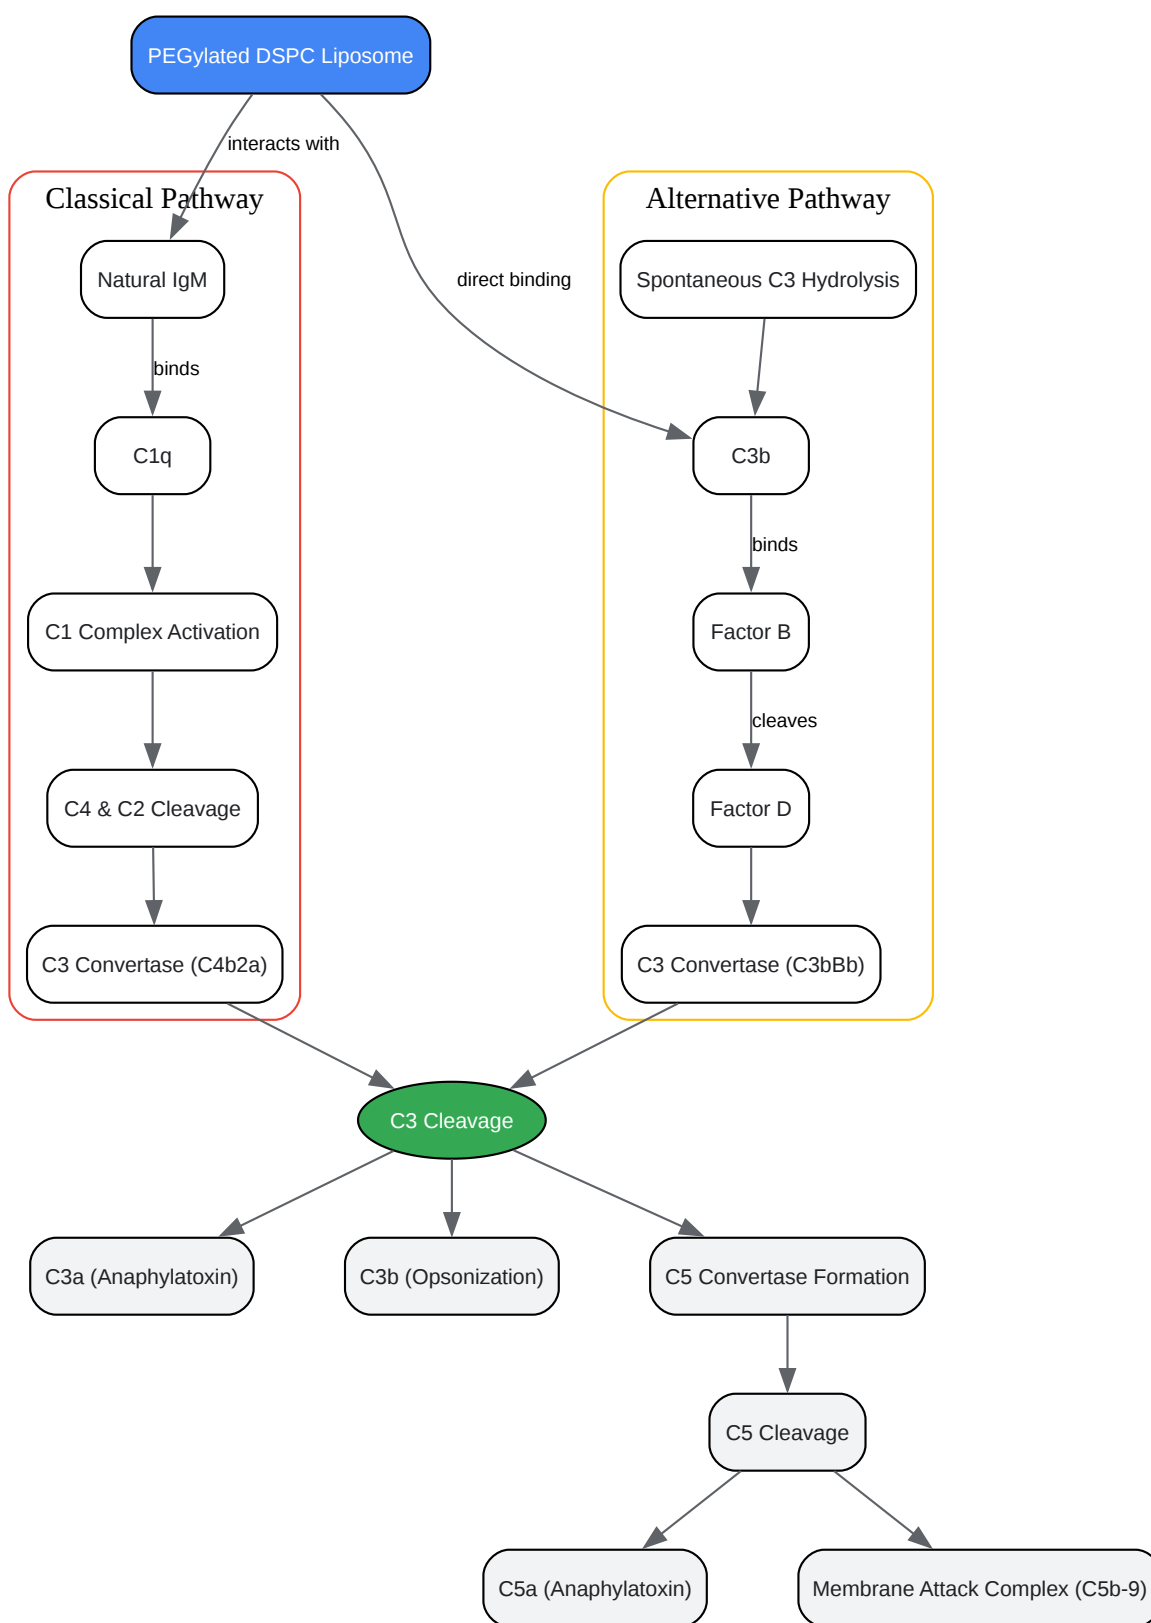 PEGylated DSPC Liposome
interacts with
Classical Pathway
Alternative Pathway
Natural IgM
direct binding
Spontaneous C3 Hydrolysis
binds
C1q
C3b
binds
C1 Complex Activation
Factor B
cleaves
C4 & C2 Cleavage
Factor D
C3 Convertase (C4b2a)
C3 Convertase (C3bBb)
C3 Cleavage
C3a (Anaphylatoxin)
C3b (Opsonization)
C5 Convertase Formation
C5 Cleavage
C5a (Anaphylatoxin)
Membrane Attack Complex (C5b-9)